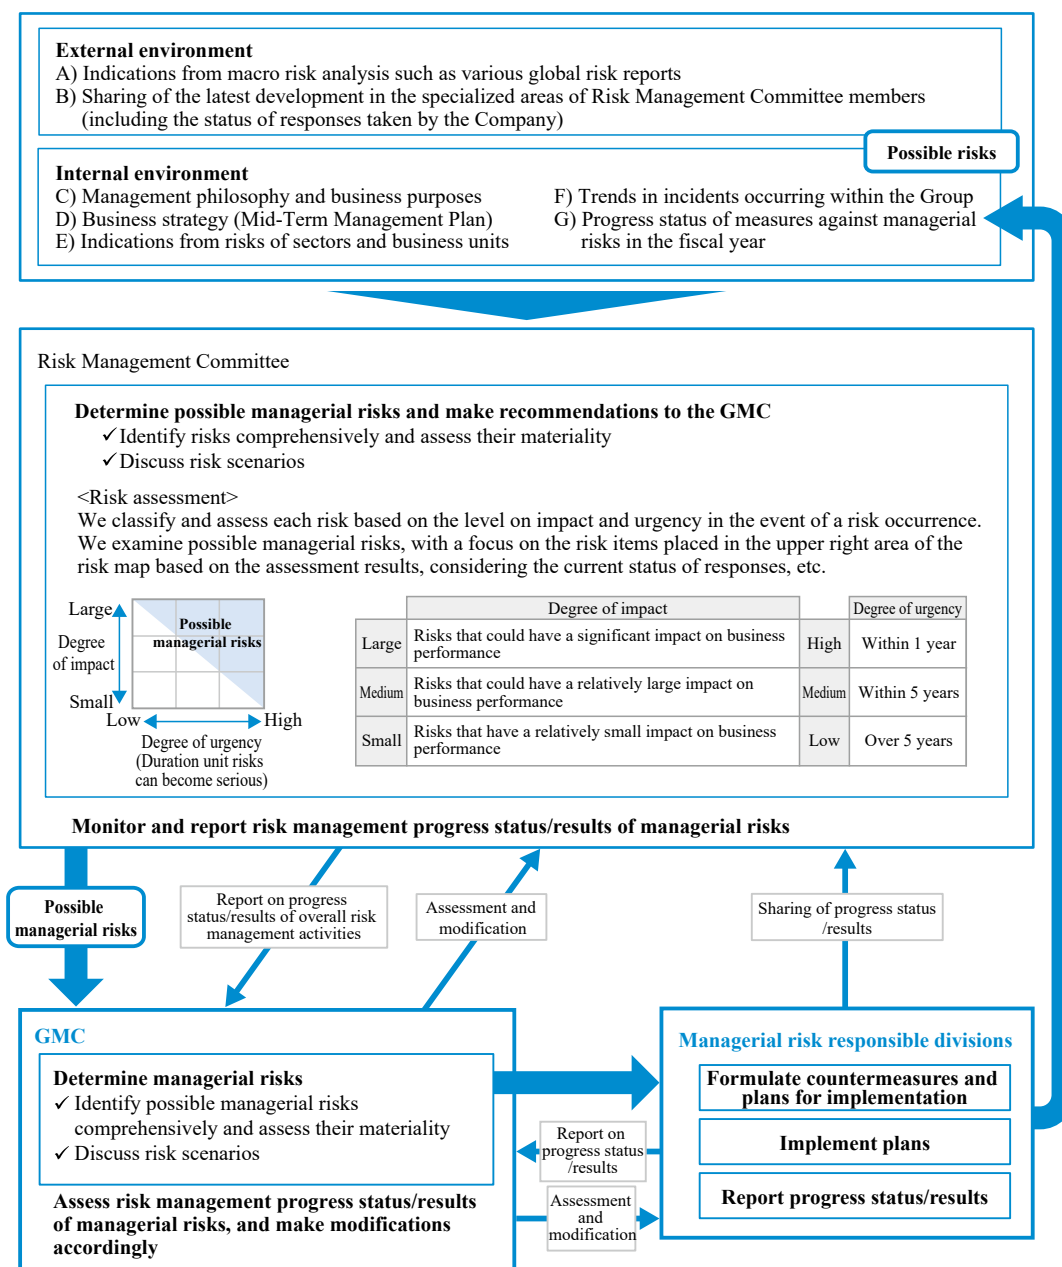 External environment
A) Indications from macro risk analysis such as various global risk reports
B) Sharing of the latest development in the specialized areas of Risk Management Committee members
(including the status of responses taken by the Company)
Possible risks
Internal environment
C) Management philosophy and business purposes
D) Business strategy (Mid-Term Management Plan)
E) Indications from risks of sectors and business units
F) Trends in incidents occurring within the Group
G) Progress status of measures against managerial
risks in the fiscal year
Risk Management Committee
Determine possible managerial risks and make recommendations to the GMC
✓Identify risks comprehensively and assess their materiality
✓Discuss risk scenarios
<Risk assessment>
We classify and assess each risk based on the level on impact and urgency in the event of a risk occurrence.
We examine possible managerial risks, with a focus on the risk items placed in the upper right area of the
risk map based on the assessment results, considering the current status of responses, etc.
Large
Degree
of impact
Small
Possible
managerial risks
Low
High
Degree of urgency
(Duration unit risks
can become serious)
Degree of impact
Degree of urgency
Large
Risks that could have a significant impact on business
performance
High
Within 1 year
Medium
Risks that could have a relatively large impact on
business performance
Medium
Within 5 years
Small
Risks that have a relatively small impact on business
performance
Low
Over 5 years
Monitor and report risk management progress status/results of managerial risks
Possible
managerial risks
Report on progress
status/results of overall risk
management activities
Assessment and
modification
Sharing of progress status
/results
GMC
Determine managerial risks
✓ Identify possible managerial risks
comprehensively and assess their materiality
✓ Discuss risk scenarios
Assess risk management progress status/results
of managerial risks, and make modifications
accordingly
Report on
progress status
/results
Assessment
and
modification
Managerial risk responsible divisions
Formulate countermeasures and
plans for implementation
Implement plans
Report progress status/results